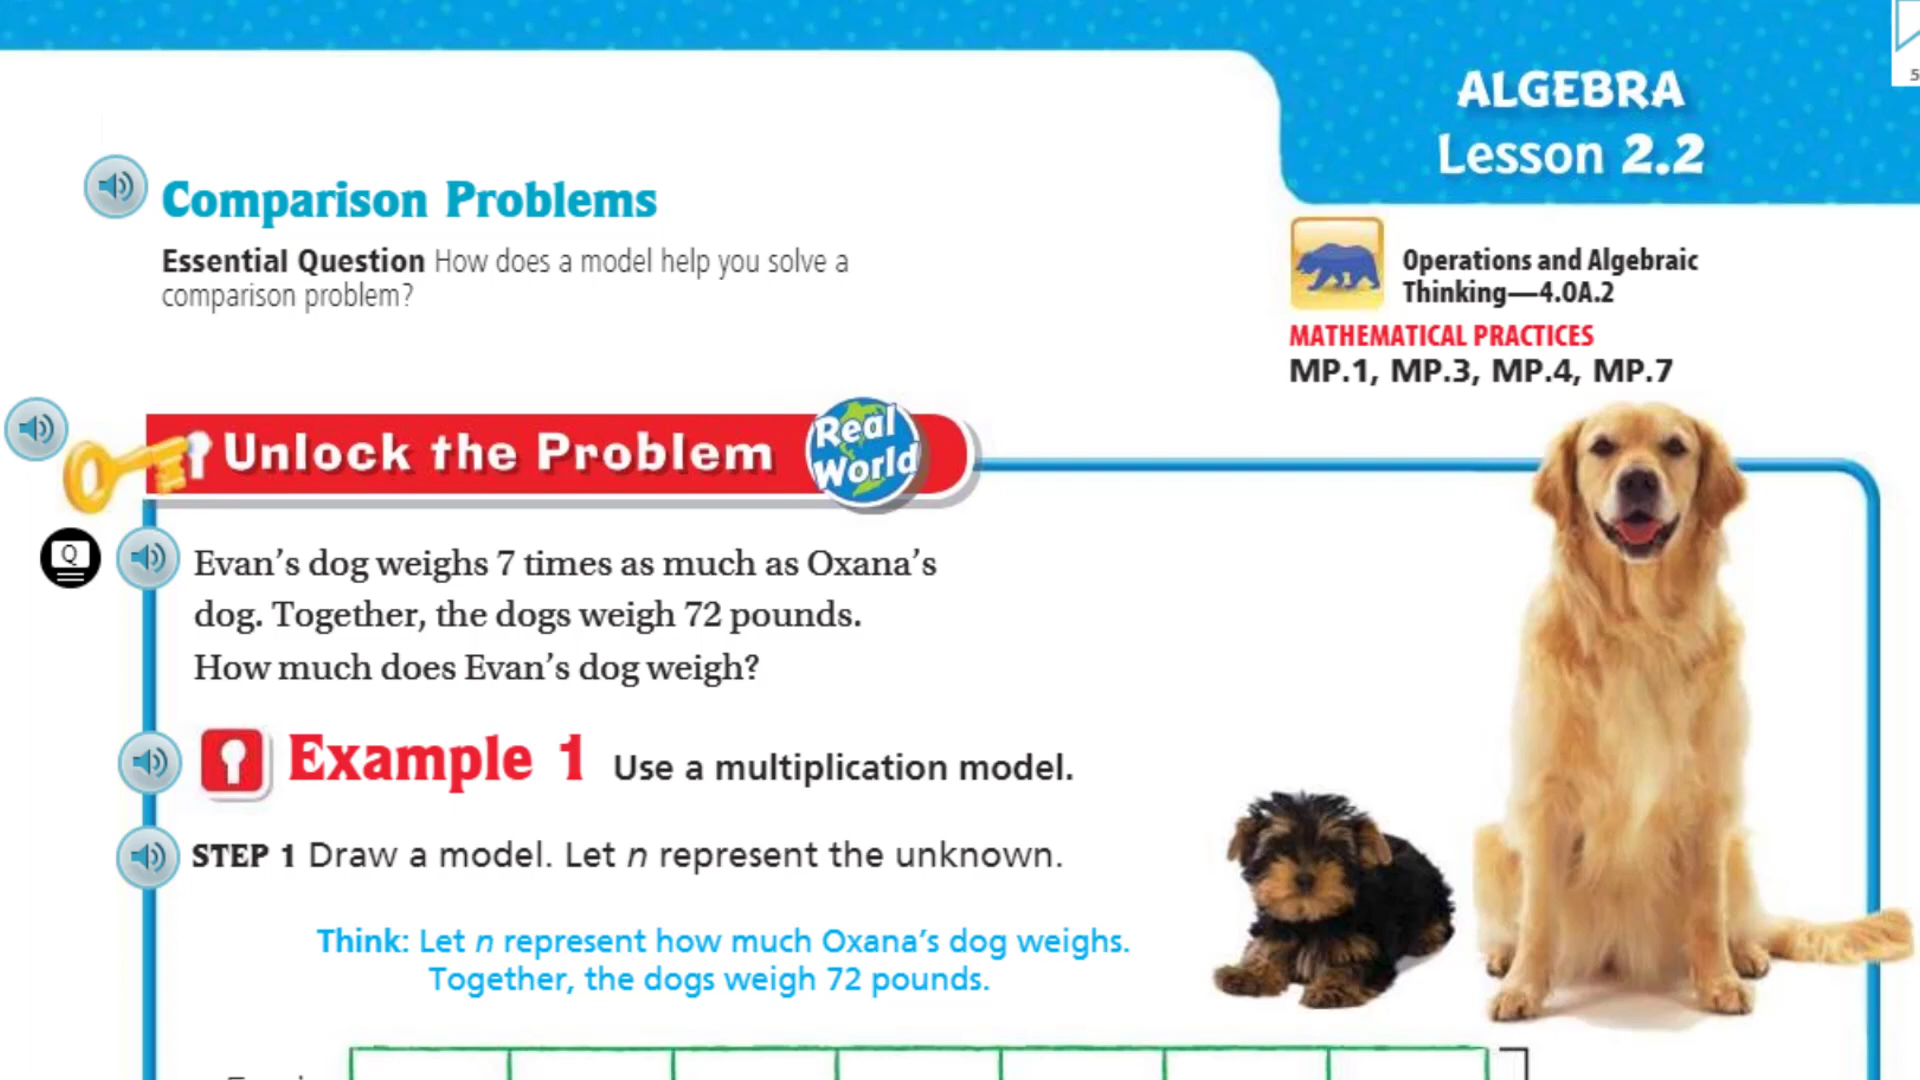 ALGEBRA
Lesson 2.2
5
Comparison Problems
Essential Question How does a model help you solve a
comparison problem?
Operations and Algebraic
Thinking—4.OA.2
MATHEMATICAL PRACTICES
MP.1, MP.3, MP.4, MP.7
Unlock the Problem
Real
World
Q
Evan's dog weighs 7 times as much as Oxana's
dog. Together, the dogs weigh 72 pounds.
How much does Evan's dog weigh?
Example 1 Use a multiplication model.
STEP 1 Draw a model. Let n represent the unknown.
Think: Let n represent how much Oxana's dog weighs.
Together, the dogs weigh 72 pounds.